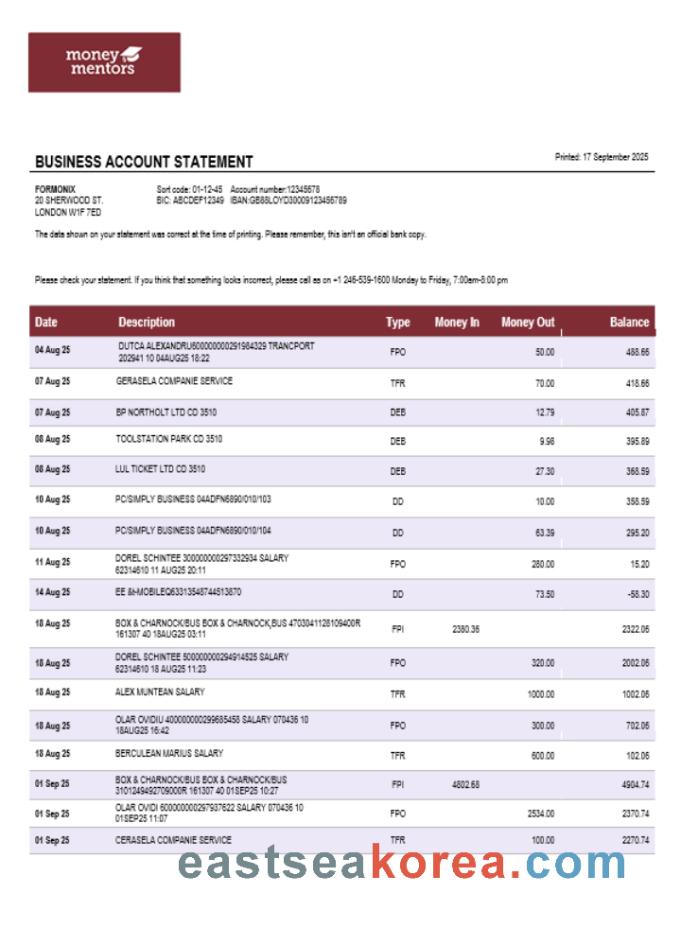 money
mentors
BUSINESS ACCOUNT STATEMENT
Printed: 17 September 2025
FORMONIX Sort code: 01-12-45 Account number:12345678
20 SHERWOOD ST. BIC: ABCDEF12349 IBAN:GB88LOYD30009123456789
LONDON W1F 7ED
The data shown on your statement was correct at the time of printing. Please remember, this isn't an official bank copy.
Please check your statement. If you think that something looks incorrect, please call as on +1 246-539-1600 Monday to Friday, 7:00am-8:00 pm
Date Description Type Money In Money Out Balance
04 Aug 25 DUTCA ALEXANDRU600000000291984329 TRANCPORT
202941 10 04AUG25 18:22 FPO 50.00 488.66
07 Aug 25 GERASELA COMPANIE SERVICE TFR 70.00 418.66
07 Aug 25 BP NORTHOLT LTD CD 3510 DEB 12.79 405.87
08 Aug 25 TOOLSTATION PARK CD 3510 DEB 9.98 395.89
08 Aug 25 LUL TICKET LTD CD 3510 DEB 27.30 368.59
10 Aug 25 PC/SIMPLY BUSINESS 04ADFN6890/010/103 DD 10.00 358.59
10 Aug 25 PC/SIMPLY BUSINESS 04ADFN6890/010/104 DD 63.39 295.20
11 Aug 25 DOREL SCHINTEE 300000000297332934 SALARY
62314610 11 AUG25 20:11 FPO 280.00 15.20
14 Aug 25 EE &t-MOBILEQ63313548744513870 DD 73.50 -58.30
18 Aug 25 BOX & CHARNOCK/BUS BOX & CHARNOCK,BUS 4703041128109400R
161307 40 18AUG25 03:11 FPI 2380.36 2322.06
18 Aug 25 DOREL SCHINTEE 500000000294914525 SALARY
62314610 18 AUG25 11:23 FPO 320.00 2002.06
18 Aug 25 ALEX MUNTEAN SALARY TFR 1000.00 1002.06
18 Aug 25 OLAR OVIDIU 400000000299685458 SALARY 070436 10
18AUG25 16:42 FPO 300.00 702.06
18 Aug 25 BERCULEAN MARIUS SALARY TFR 600.00 102.06
01 Sep 25 BOX & CHARNOCK/BUS BOX & CHARNOCK/BUS
3101249492709000R 161307 40 01SEP25 10:27 FPI 4802.68 4904.74
01 Sep 25 OLAR OVIDI 600000000297937622 SALARY 070436 10
01SEP25 11:07 FPO 2534.00 2370.74
01 Sep 25 CERASELA COMPANIE SERVICE TFR 100.00 2270.74
eastseakorea.com